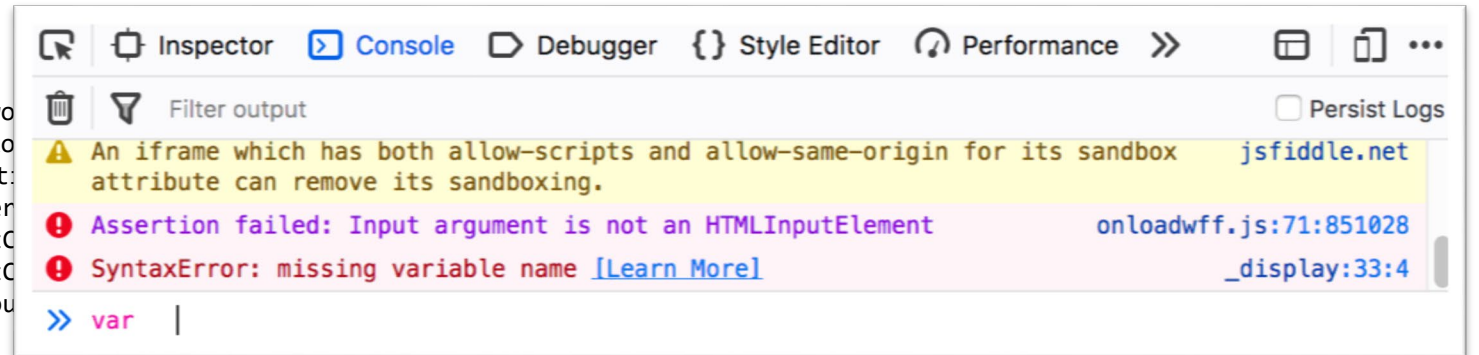 Inspector Console Debugger {} Style Editor Performance
Filter output Persist Logs
An iframe which has both allow-scripts and allow-same-origin for its sandbox jsfiddle.net
attribute can remove its sandboxing.
Assertion failed: Input argument is not an HTMLInputElement onloadwff.js:71:851028
SyntaxError: missing variable name [Learn More] _display:33:4
var